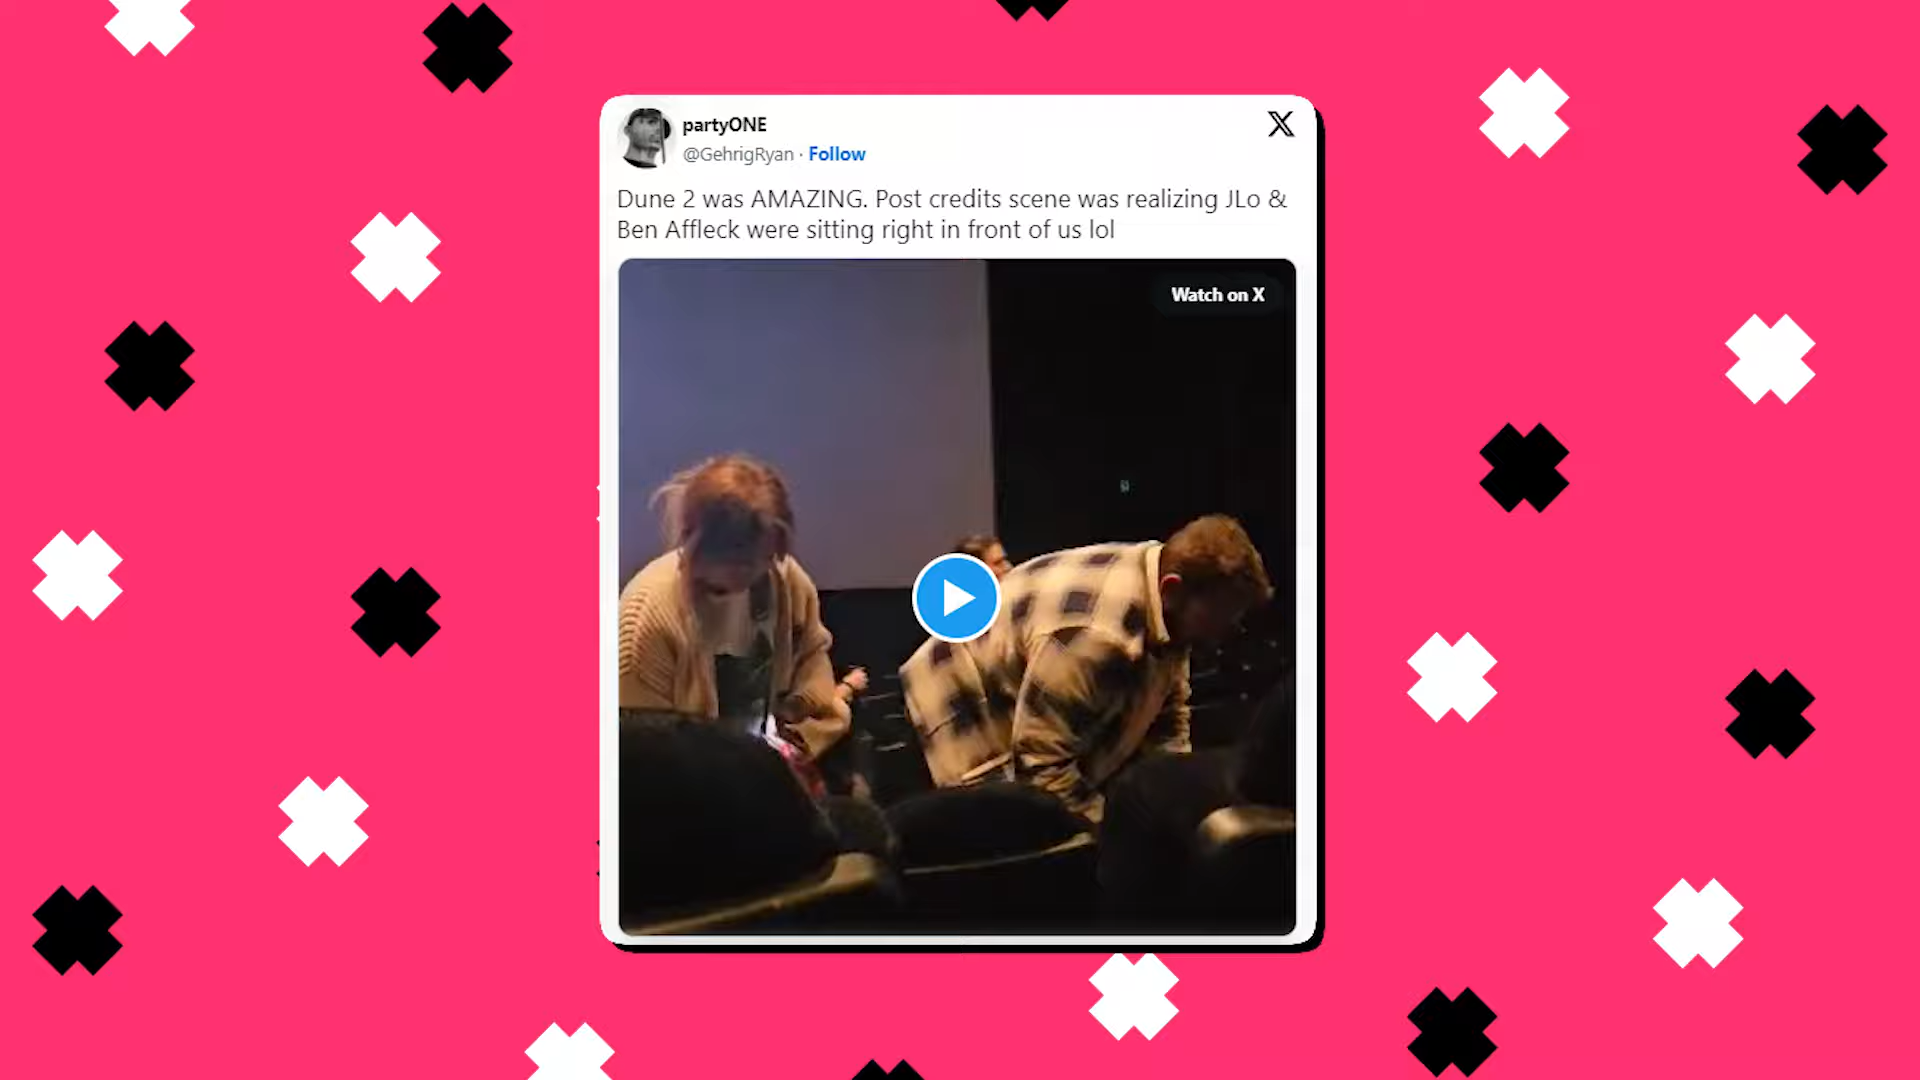 partyONE
@GehrigRyan · Follow
Dune 2 was AMAZING. Post credits scene was realizing JLo &
Ben Affleck were sitting right in front of us lol
Watch on X